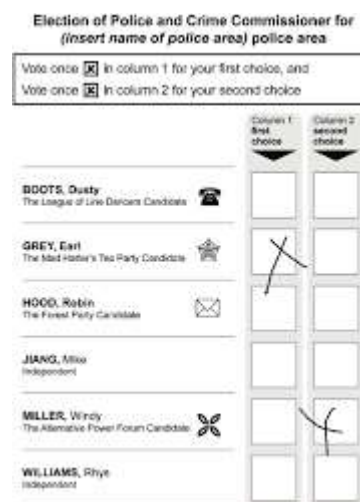 Election of Police and Crime Commissioner for
(insert name of police area) police area
Vote once in column 1 for your first choice, and
Vote once in column 2 for your second choice
Column 1
first
choice
Column 2
second
choice
BOOTS, Dusty
The League of Line Dancers Candidate
GREY, Earl
The Mad Hatter's Tea Party Candidate
HOOD, Robin
The Forest Party Candidate
JIANG, Mike
Independent
MILLER, Windy
The Alternative Power Forum Candidate
WILLIAMS, Rhys
Independent